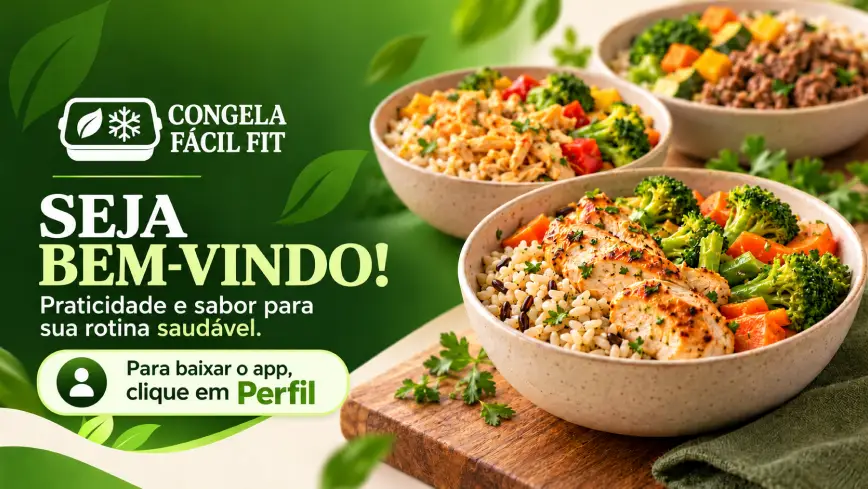 CONGELA
FÁCIL FIT
SEJA
BEM-VINDO!
Praticidade e sabor para
sua rotina saudável.
Para baixar o app,
clique em Perfil